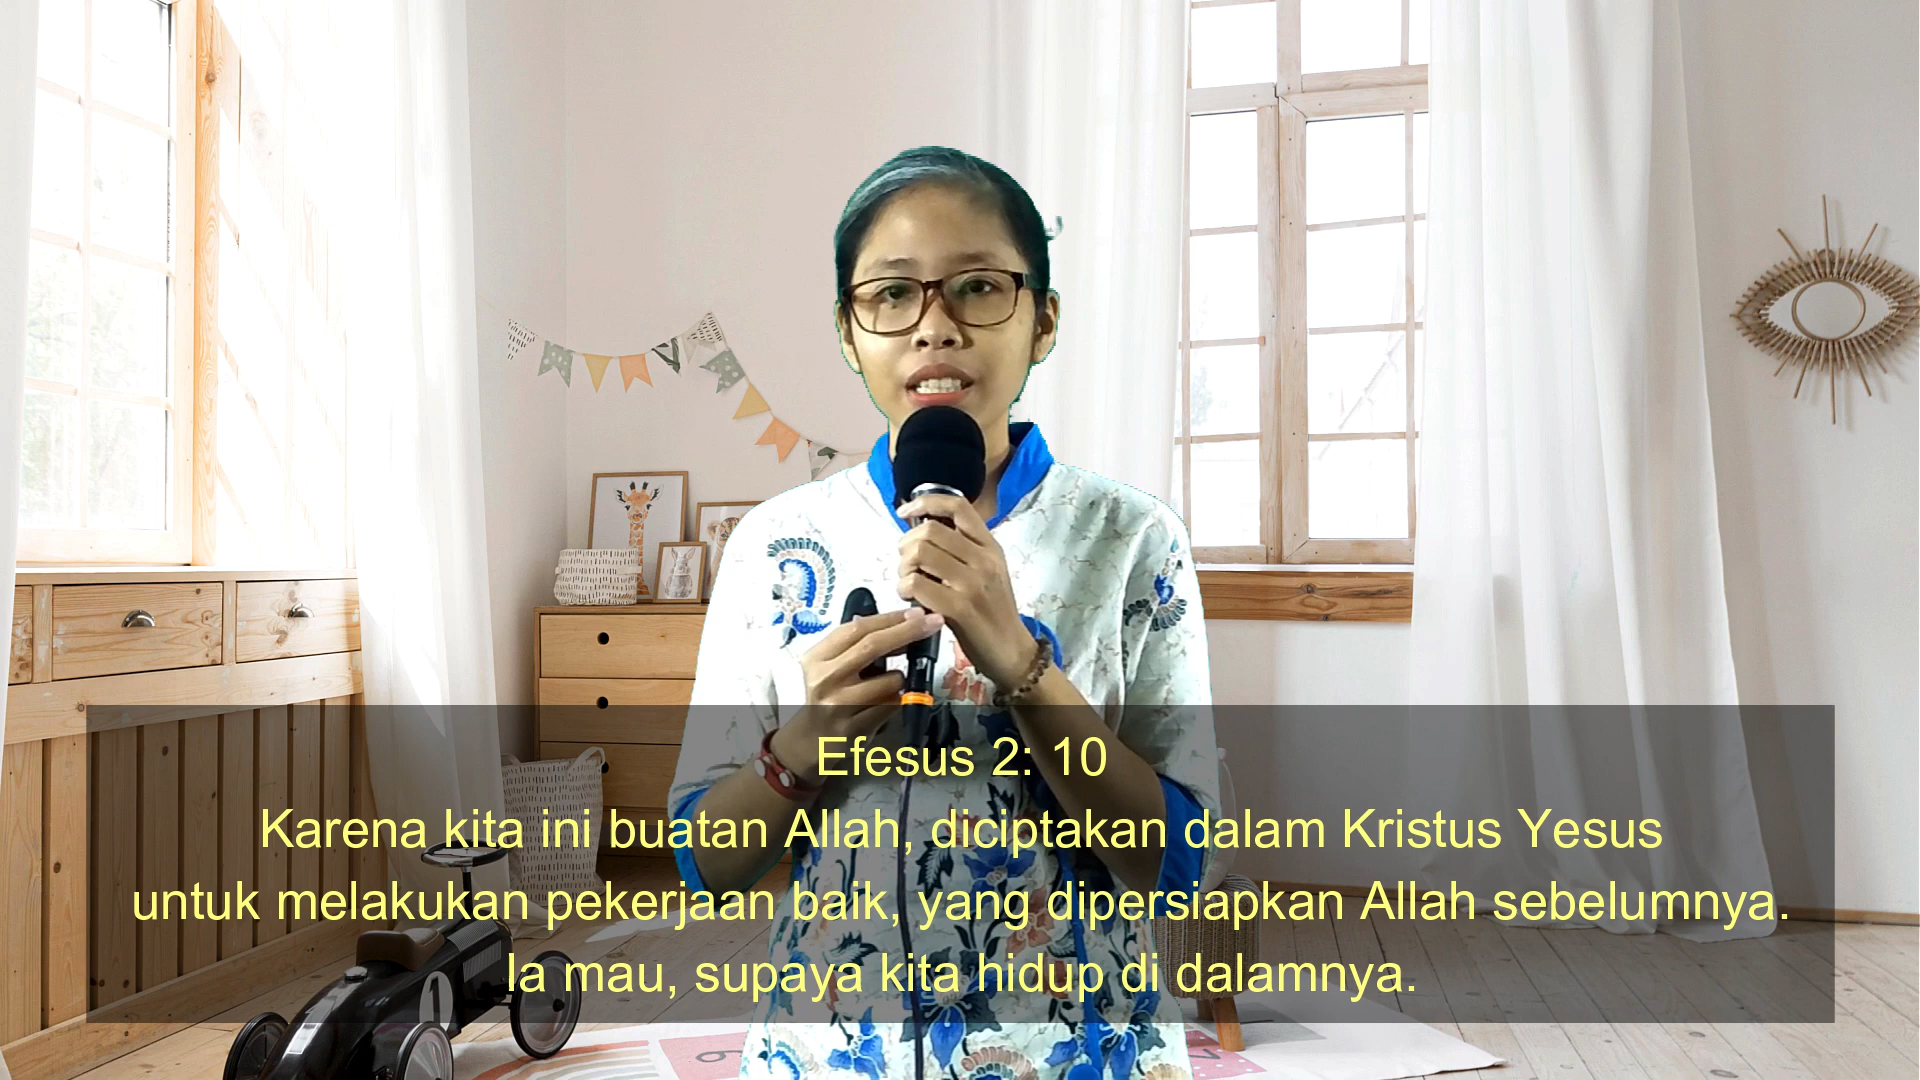 Efesus 2: 10
Karena kita ini buatan Allah, diciptakan dalam Kristus Yesus
untuk melakukan pekerjaan baik, yang dipersiapkan Allah sebelumnya.
Ia mau, supaya kita hidup di dalamnya.
1